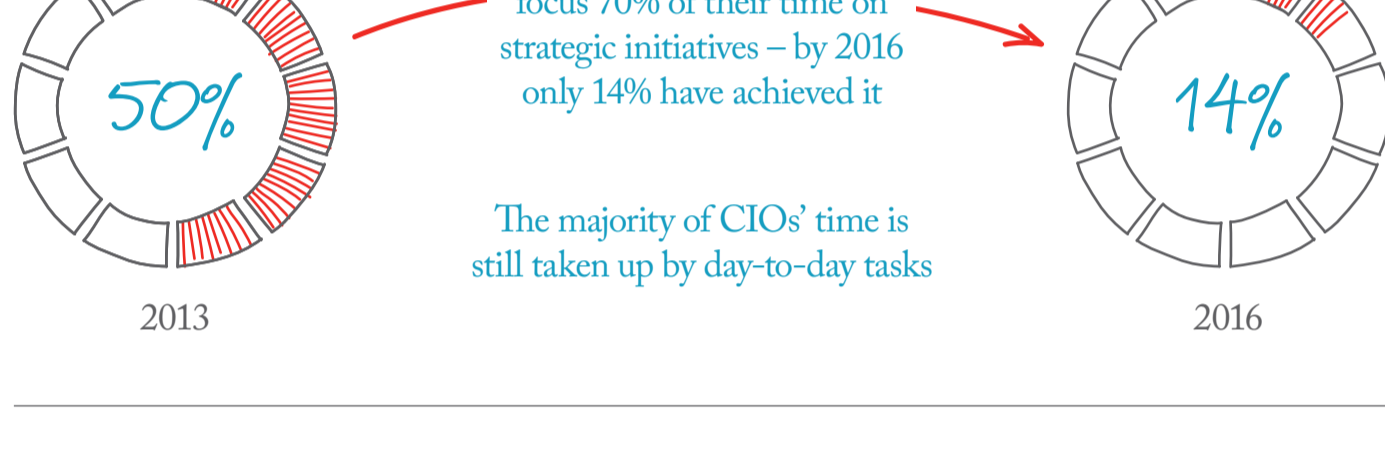 focus 70% of their time on
strategic initiatives – by 2016
only 14% have achieved it
50%
14%
The majority of CIOs’ time is
still taken up by day-to-day tasks
2013
2016